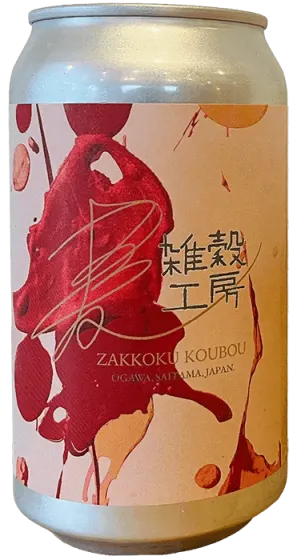 雑穀
工房
ZAKKOKU KOUBOU
OGAWA, SAITAMA, JAPAN.